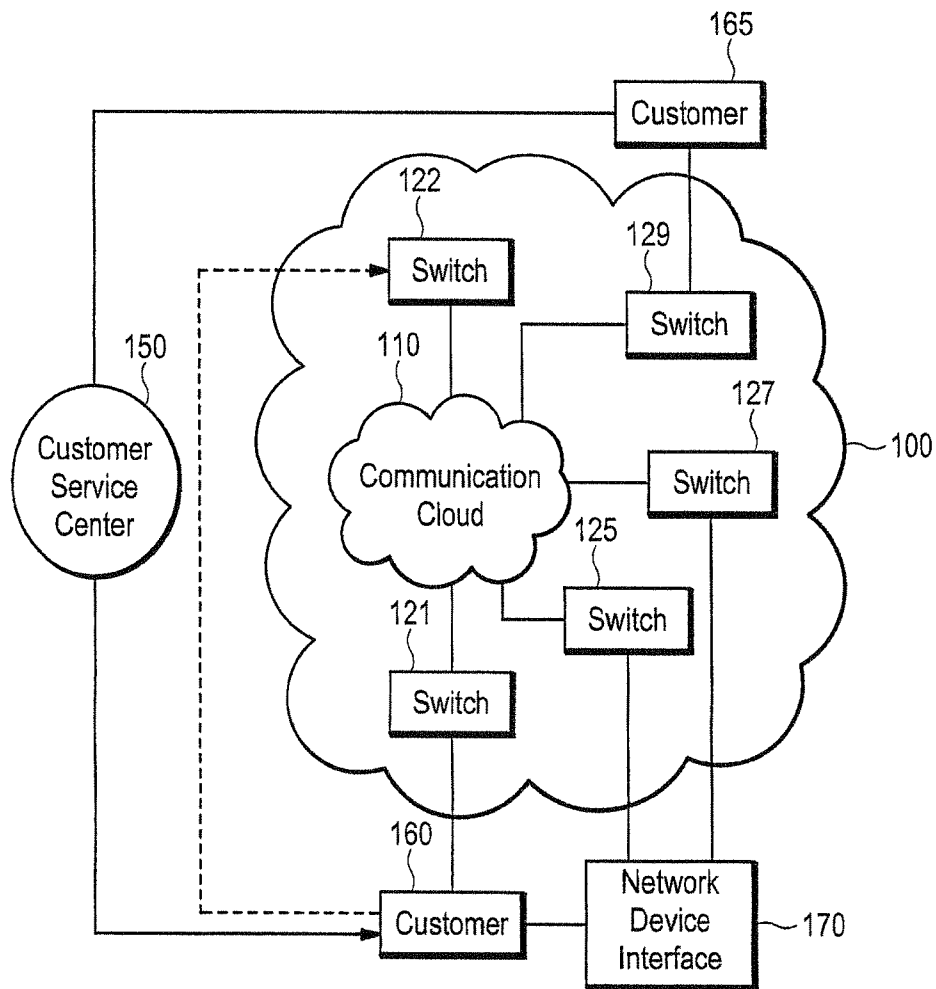 165
Customer
122
Switch
129
Switch
110
Communication
Cloud
150
Customer
Service
Center
127
Switch
100
125
Switch
121
Switch
160
Customer
Network
Device
Interface
170